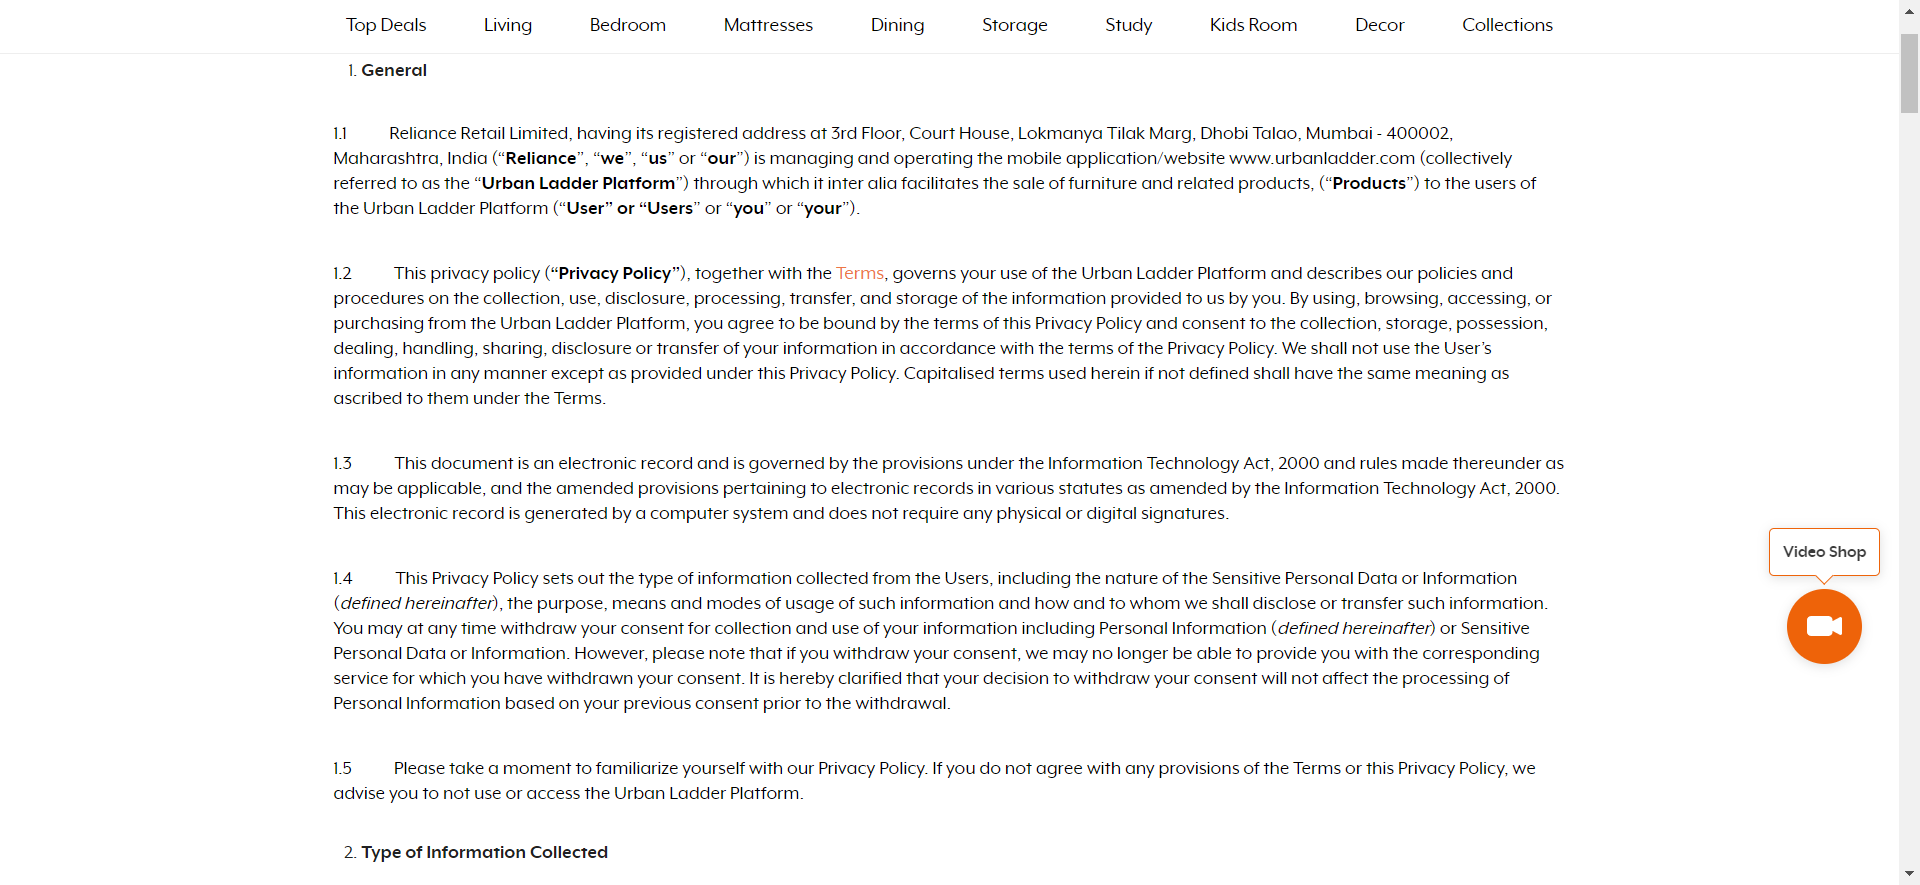 Top Deals Living Bedroom Mattresses Dining Storage Study Kids Room Decor Collections
1. General
1.1 Reliance Retail Limited, having its registered address at 3rd Floor, Court House, Lokmanya Tilak Marg, Dhobi Talao, Mumbai - 400002,
Maharashtra, India (“Reliance”, “we”, “us” or “our”) is managing and operating the mobile application/website www.urbanladder.com (collectively
referred to as the “Urban Ladder Platform”) through which it inter alia facilitates the sale of furniture and related products, (“Products”) to the users of
the Urban Ladder Platform (“User” or “Users” or “you” or “your”).
1.2 This privacy policy (“Privacy Policy”), together with the Terms, governs your use of the Urban Ladder Platform and describes our policies and
procedures on the collection, use, disclosure, processing, transfer, and storage of the information provided to us by you. By using, browsing, accessing, or
purchasing from the Urban Ladder Platform, you agree to be bound by the terms of this Privacy Policy and consent to the collection, storage, possession,
dealing, handling, sharing, disclosure or transfer of your information in accordance with the terms of the Privacy Policy. We shall not use the User’s
information in any manner except as provided under this Privacy Policy. Capitalised terms used herein if not defined shall have the same meaning as
ascribed to them under the Terms.
1.3 This document is an electronic record and is governed by the provisions under the Information Technology Act, 2000 and rules made thereunder as
may be applicable, and the amended provisions pertaining to electronic records in various statutes as amended by the Information Technology Act, 2000.
This electronic record is generated by a computer system and does not require any physical or digital signatures.
Video Shop
1.4 This Privacy Policy sets out the type of information collected from the Users, including the nature of the Sensitive Personal Data or Information
(defined hereinafter), the purpose, means and modes of usage of such information and how and to whom we shall disclose or transfer such information.
You may at any time withdraw your consent for collection and use of your information including Personal Information (defined hereinafter) or Sensitive
Personal Data or Information. However, please note that if you withdraw your consent, we may no longer be able to provide you with the corresponding
service for which you have withdrawn your consent. It is hereby clarified that your decision to withdraw your consent will not affect the processing of
Personal Information based on your previous consent prior to the withdrawal.
1.5 Please take a moment to familiarize yourself with our Privacy Policy. If you do not agree with any provisions of the Terms or this Privacy Policy, we
advise you to not use or access the Urban Ladder Platform.
2. Type of Information Collected